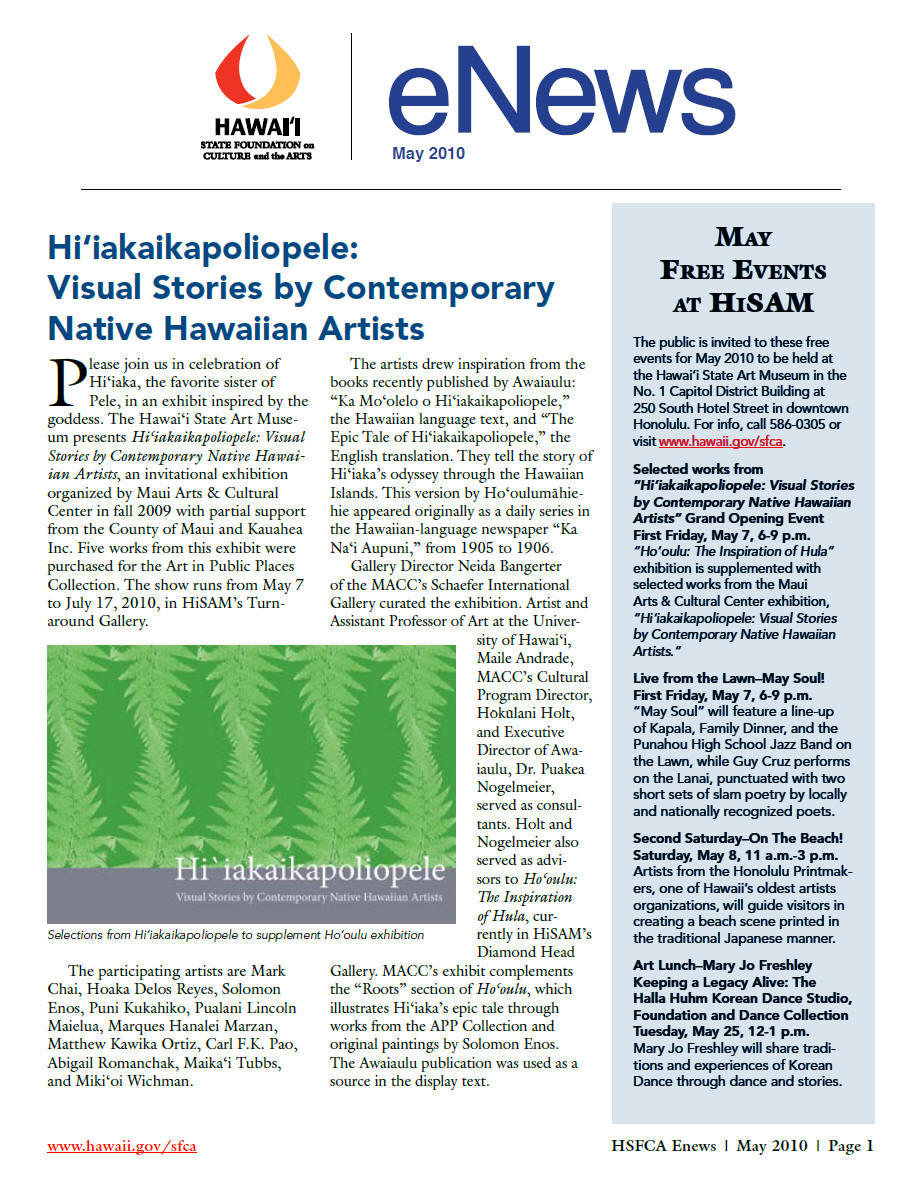 HAWAI‘I
STATE FOUNDATION on
CULTURE and the ARTS
eNews
May 2010
Hi‘iakaikapoliopele:
Visual Stories by Contemporary
Native Hawaiian Artists
Please join us in celebration of
Hi‘iaka, the favorite sister of
Pele, in an exhibit inspired by the
goddess. The Hawai‘i State Art Muse-
um presents Hi‘iakaikapoliopele: Visual
Stories by Contemporary Native Hawai-
ian Artists, an invitational exhibition
organized by Maui Arts & Cultural
Center in fall 2009 with partial support
from the County of Maui and Kauahea
Inc. Five works from this exhibit were
purchased for the Art in Public Places
Collection. The show runs from May 7
to July 17, 2010, in HiSAM’s Turn-
around Gallery.
Hi`iakaikapoliopele
Visual Stories by Contemporary Native Hawaiian Artists
Selections from Hi‘iakaikapoliopele to supplement Ho‘oulu exhibition
The participating artists are Mark
Chai, Hoaka Delos Reyes, Solomon
Enos, Puni Kukahiko, Pualani Lincoln
Maielua, Marques Hanalei Marzan,
Matthew Kawika Ortiz, Carl F.K. Pao,
Abigail Romanchak, Maika‘i Tubbs,
and Miki‘oi Wichman.
The artists drew inspiration from the
books recently published by Awaiaulu:
“Ka Mo‘olelo o Hi‘iakaikapoliopele,”
the Hawaiian language text, and “The
Epic Tale of Hi‘iakaikapoliopele,” the
English translation. They tell the story of
Hi‘iaka’s odyssey through the Hawaiian
Islands. This version by Ho‘oulumāhie-
hie appeared originally as a daily series in
the Hawaiian-language newspaper “Ka
Na‘i Aupuni,” from 1905 to 1906.
Gallery Director Neida Bangerter
of the MACC’s Schaefer International
Gallery curated the exhibition. Artist and
Assistant Professor of Art at the Univer-
sity of Hawai‘i,
Maile Andrade,
MACC’s Cultural
Program Director,
Hokulani Holt,
and Executive
Director of Awa-
iaulu, Dr. Puakea
Nogelmeier,
served as consul-
tants. Holt and
Nogelmeier also
served as advi-
sors to Ho‘oulu:
The Inspiration
of Hula, cur-
rently in HiSAM’s
Diamond Head
Gallery. MACC’s exhibit complements
the “Roots” section of Ho‘oulu, which
illustrates Hi‘iaka’s epic tale through
works from the APP Collection and
original paintings by Solomon Enos.
The Awaiaulu publication was used as a
source in the display text.
MAY
FREE EVENTS
AT HISAM
The public is invited to these free
events for May 2010 to be held at
the Hawai‘i State Art Museum in the
No. 1 Capitol District Building at
250 South Hotel Street in downtown
Honolulu. For info, call 586-0305 or
visit www.hawaii.gov/sfca.
Selected works from
“Hi‘iakaikapoliopele: Visual Stories
by Contemporary Native Hawaiian
Artists” Grand Opening Event
First Friday, May 7, 6-9 p.m.
“Ho‘oulu: The Inspiration of Hula”
exhibition is supplemented with
selected works from the Maui
Arts & Cultural Center exhibition,
“Hi‘iakaikapoliopele: Visual Stories
by Contemporary Native Hawaiian
Artists.”
Live from the Lawn–May Soul!
First Friday, May 7, 6-9 p.m.
“May Soul” will feature a line-up
of Kapala, Family Dinner, and the
Punahou High School Jazz Band on
the Lawn, while Guy Cruz performs
on the Lanai, punctuated with two
short sets of slam poetry by locally
and nationally recognized poets.
Second Saturday–On The Beach!
Saturday, May 8, 11 a.m.-3 p.m.
Artists from the Honolulu Printmak-
ers, one of Hawaii’s oldest artists
organizations, will guide visitors in
creating a beach scene printed in
the traditional Japanese manner.
Art Lunch–Mary Jo Freshley
Keeping a Legacy Alive: The
Halla Huhm Korean Dance Studio,
Foundation and Dance Collection
Tuesday, May 25, 12-1 p.m.
Mary Jo Freshley will share tradi-
tions and experiences of Korean
Dance through dance and stories.
www.hawaii.gov/sfca
HSFCA Enews | May 2010 | Page 1